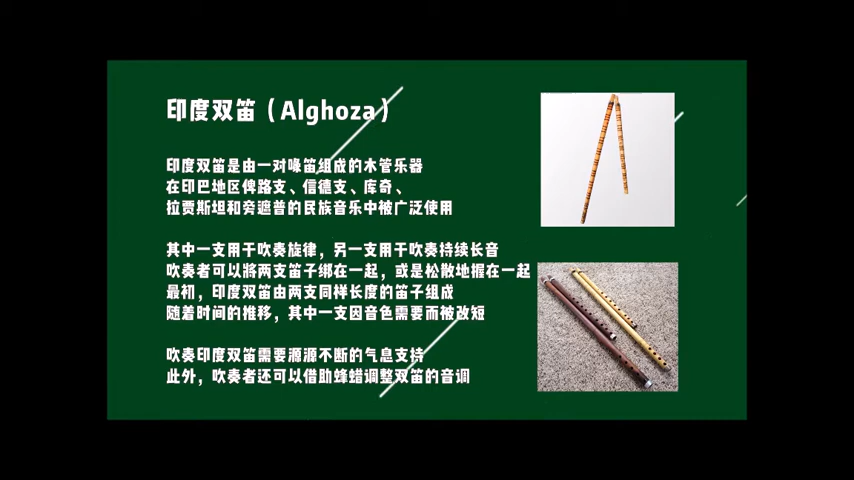 印度双笛（Alghoza）
印度双笛是由一对喙笛组成的木管乐器
在印巴地区俾路支、信德支、库奇、
拉贾斯坦和旁遮普的民族音乐中被广泛使用
其中一支用于吹奏旋律，另一支用于吹奏持续长音
吹奏者可以將两支笛子绑在一起，或是松散地握在一起
最初，印度双笛由两支同样长度的笛子组成
随着时间的推移，其中一支因音色需要而被改短
吹奏印度双笛需要源源不断的气息支持
此外，吹奏者还可以借助蜂蜡调整双笛的音调